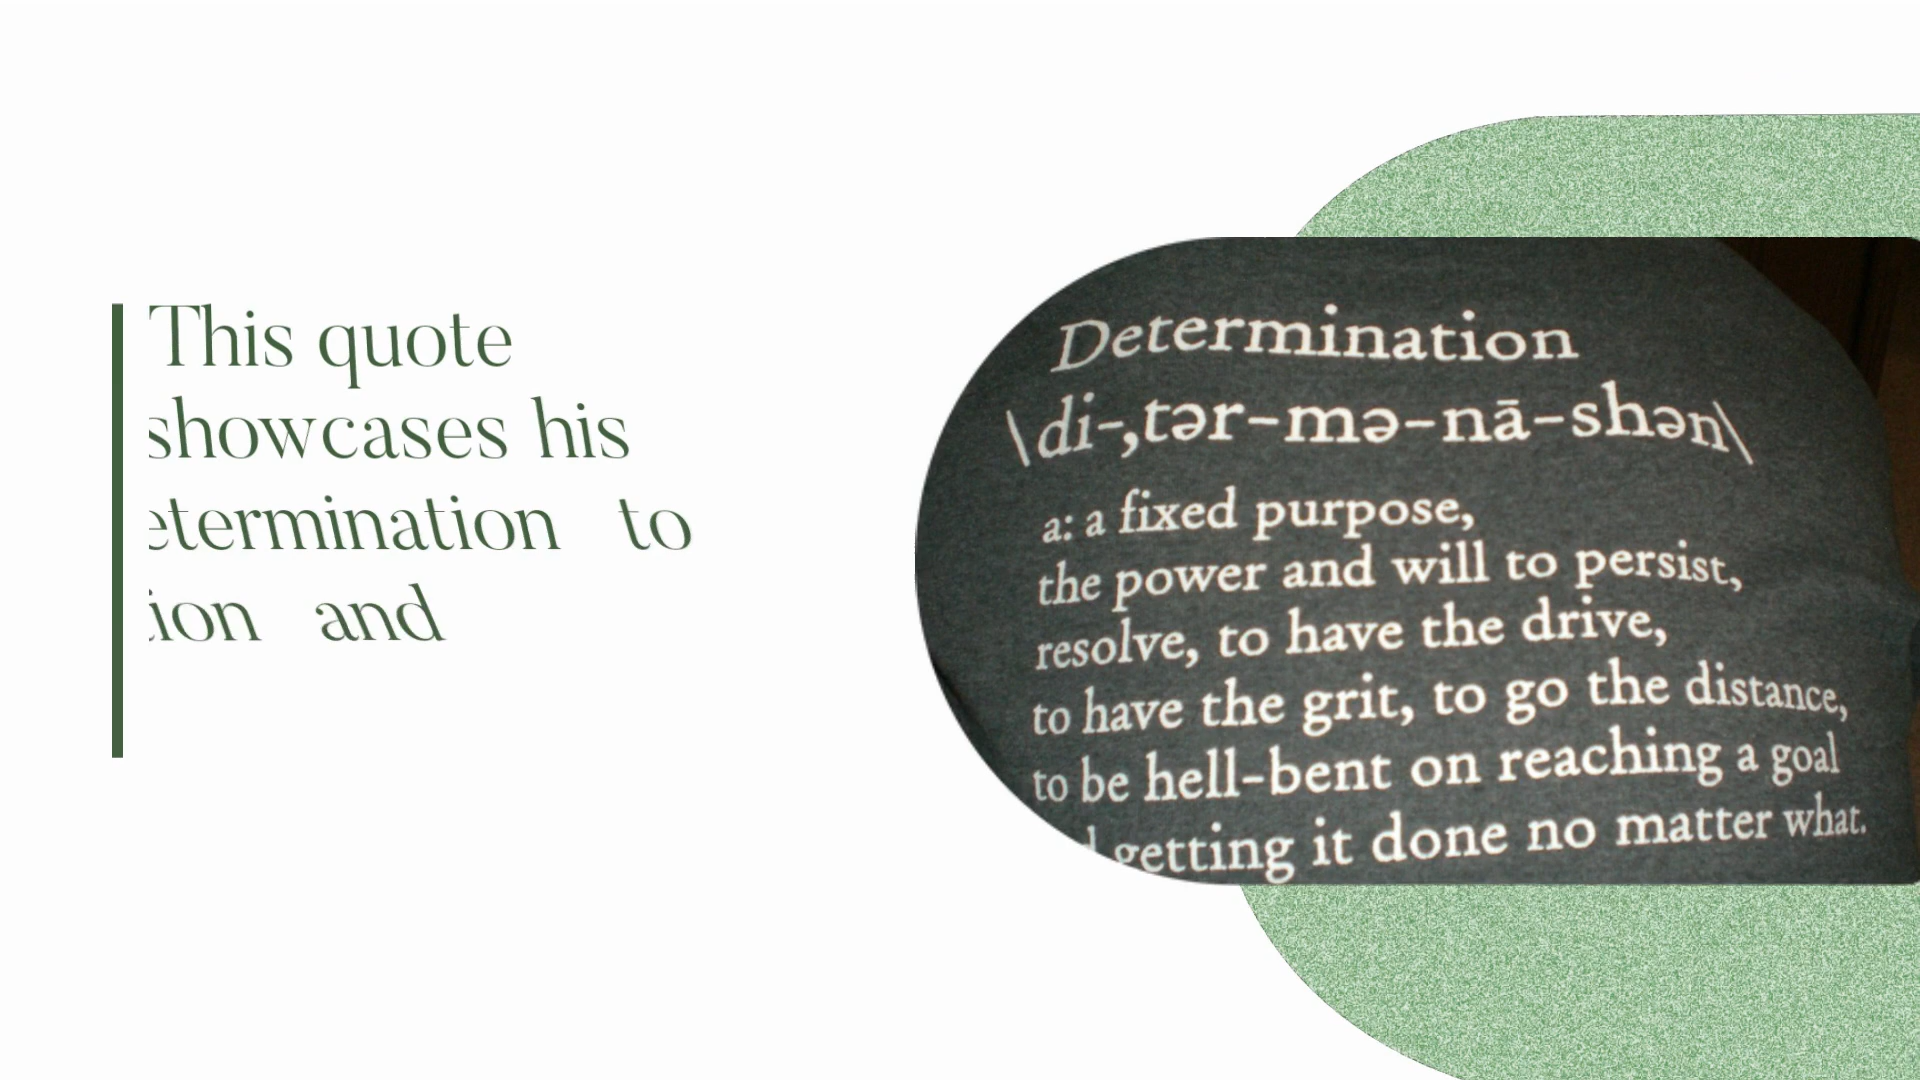 This quote
showcases his
etermination to
ion and
Determination
\di-,tər-mə-nā-shən\
a: a fixed purpose,
the power and will to persist,
resolve, to have the drive,
to have the grit, to go the distance,
to be hell-bent on reaching a goal
getting it done no matter what.